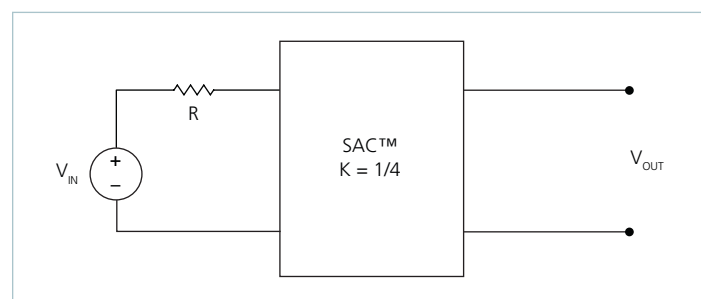 R
SAC™
K = 1/4
+
–
V_IN
V_OUT